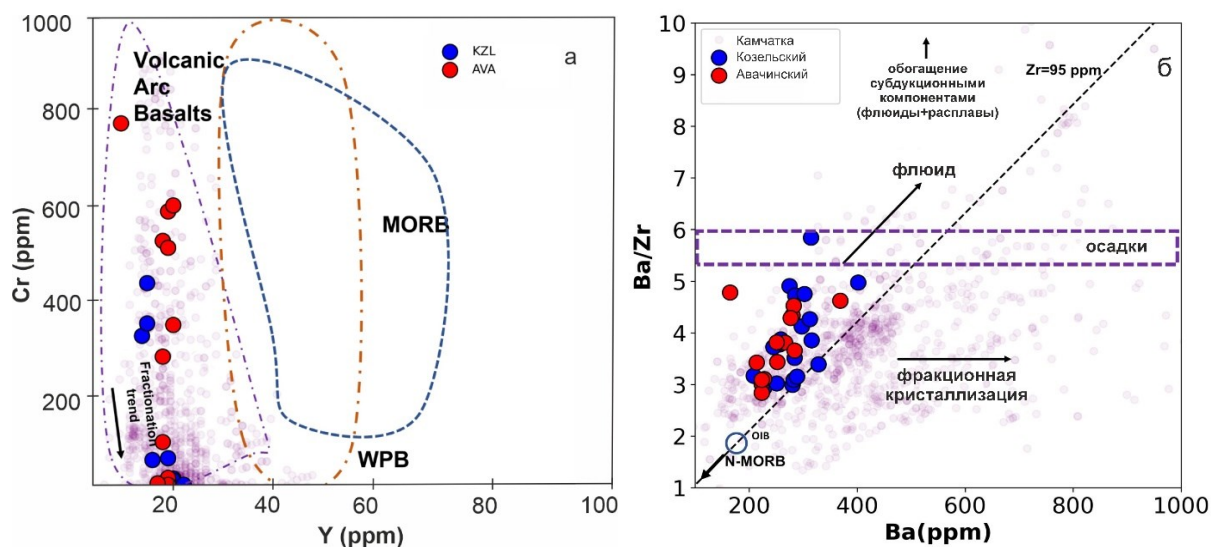 1000
800
600
400
200
Cr (ppm)
20
40
60
80
100
Y (ppm)
Volcanic
Arc
Basalts
KZL
AVA
а
MORB
WPB
Fractionation
trend
10
9
8
7
6
5
4
3
2
1
Ba/Zr
200
400
600
800
1000
Ba(ppm)
Камчатка
Козельский
Авачинский
обогащение
субдукционными
компонентами
(флюиды+расплавы)
Zr=95 ppm
б
флюид
осадки
фракционная
кристаллизация
OIB
N-MORB